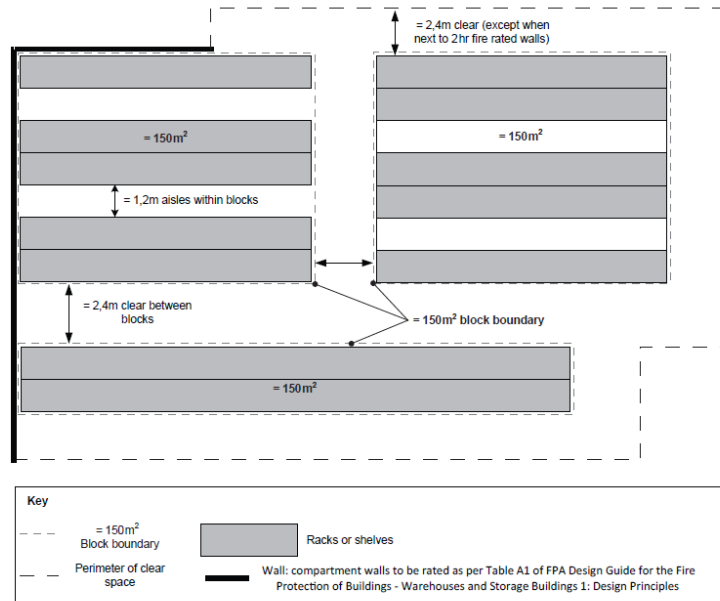 = 2,4m clear (except when
next to 2hr fire rated walls)
= 150m²
= 150m²
= 1,2m aisles within blocks
= 2,4m clear between
blocks
= 150m² block boundary
= 150m²
Key
= 150m²
Block boundary
Racks or shelves
Perimeter of clear
space
Wall: compartment walls to be rated as per Table A1 of FPA Design Guide for the Fire
Protection of Buildings - Warehouses and Storage Buildings 1: Design Principles